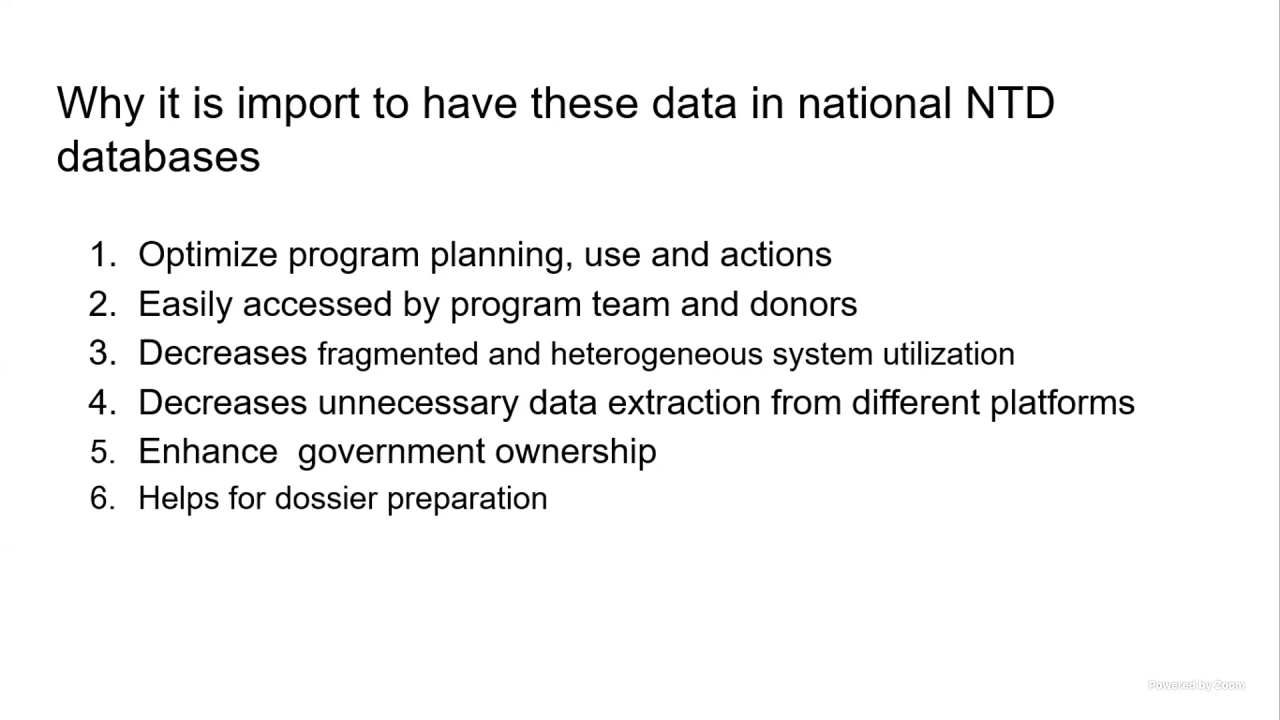 Why it is import to have these data in national NTD
databases
1. Optimize program planning, use and actions
2. Easily accessed by program team and donors
3. Decreases fragmented and heterogeneous system utilization
4. Decreases unnecessary data extraction from different platforms
5. Enhance  government ownership
6. Helps for dossier preparation
Powered by Zoom